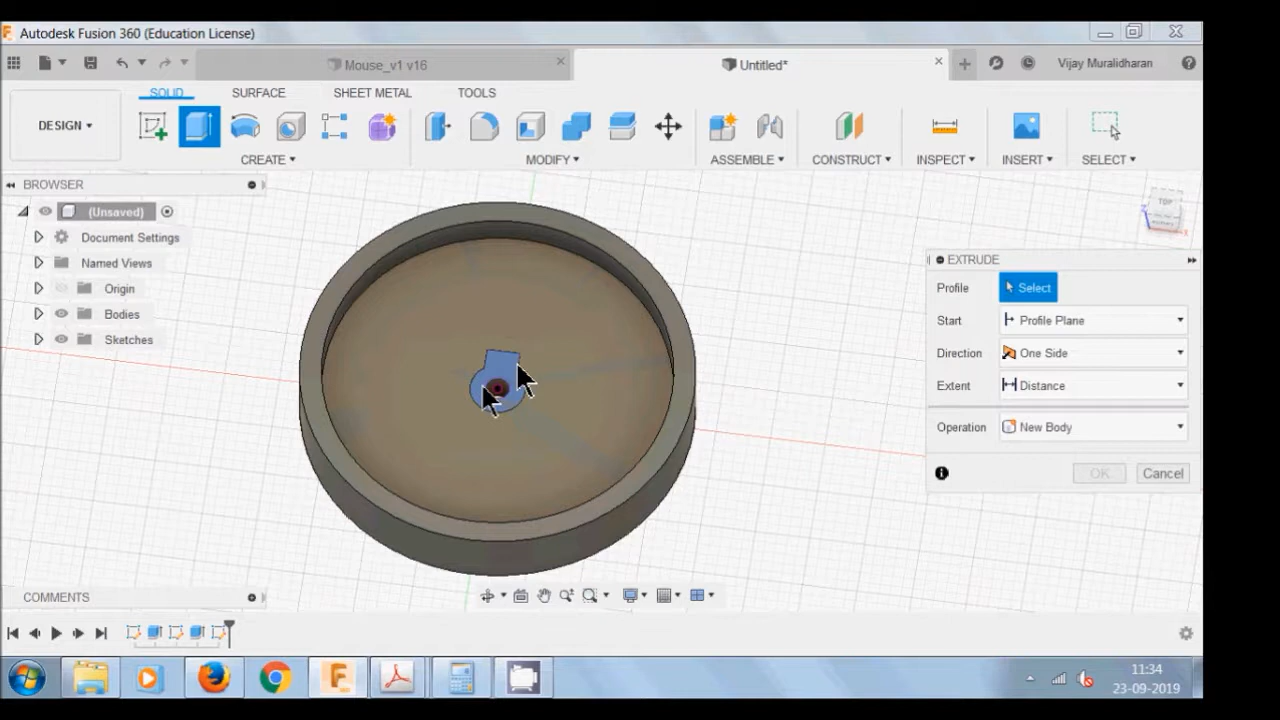 Autodesk Fusion 360 (Education License)
Mouse_v1 v16
Untitled*
Vijay Muralidharan
DESIGN
SOLID
SURFACE
SHEET METAL
TOOLS
CREATE
MODIFY
ASSEMBLE
CONSTRUCT
INSPECT
INSERT
SELECT
BROWSER
(Unsaved)
Document Settings
Named Views
Origin
Bodies
Sketches
TOP
EXTRUDE
Profile Select
Start Profile Plane
Direction One Side
Extent Distance
Operation New Body
OK Cancel
COMMENTS
11:34
23-09-2019